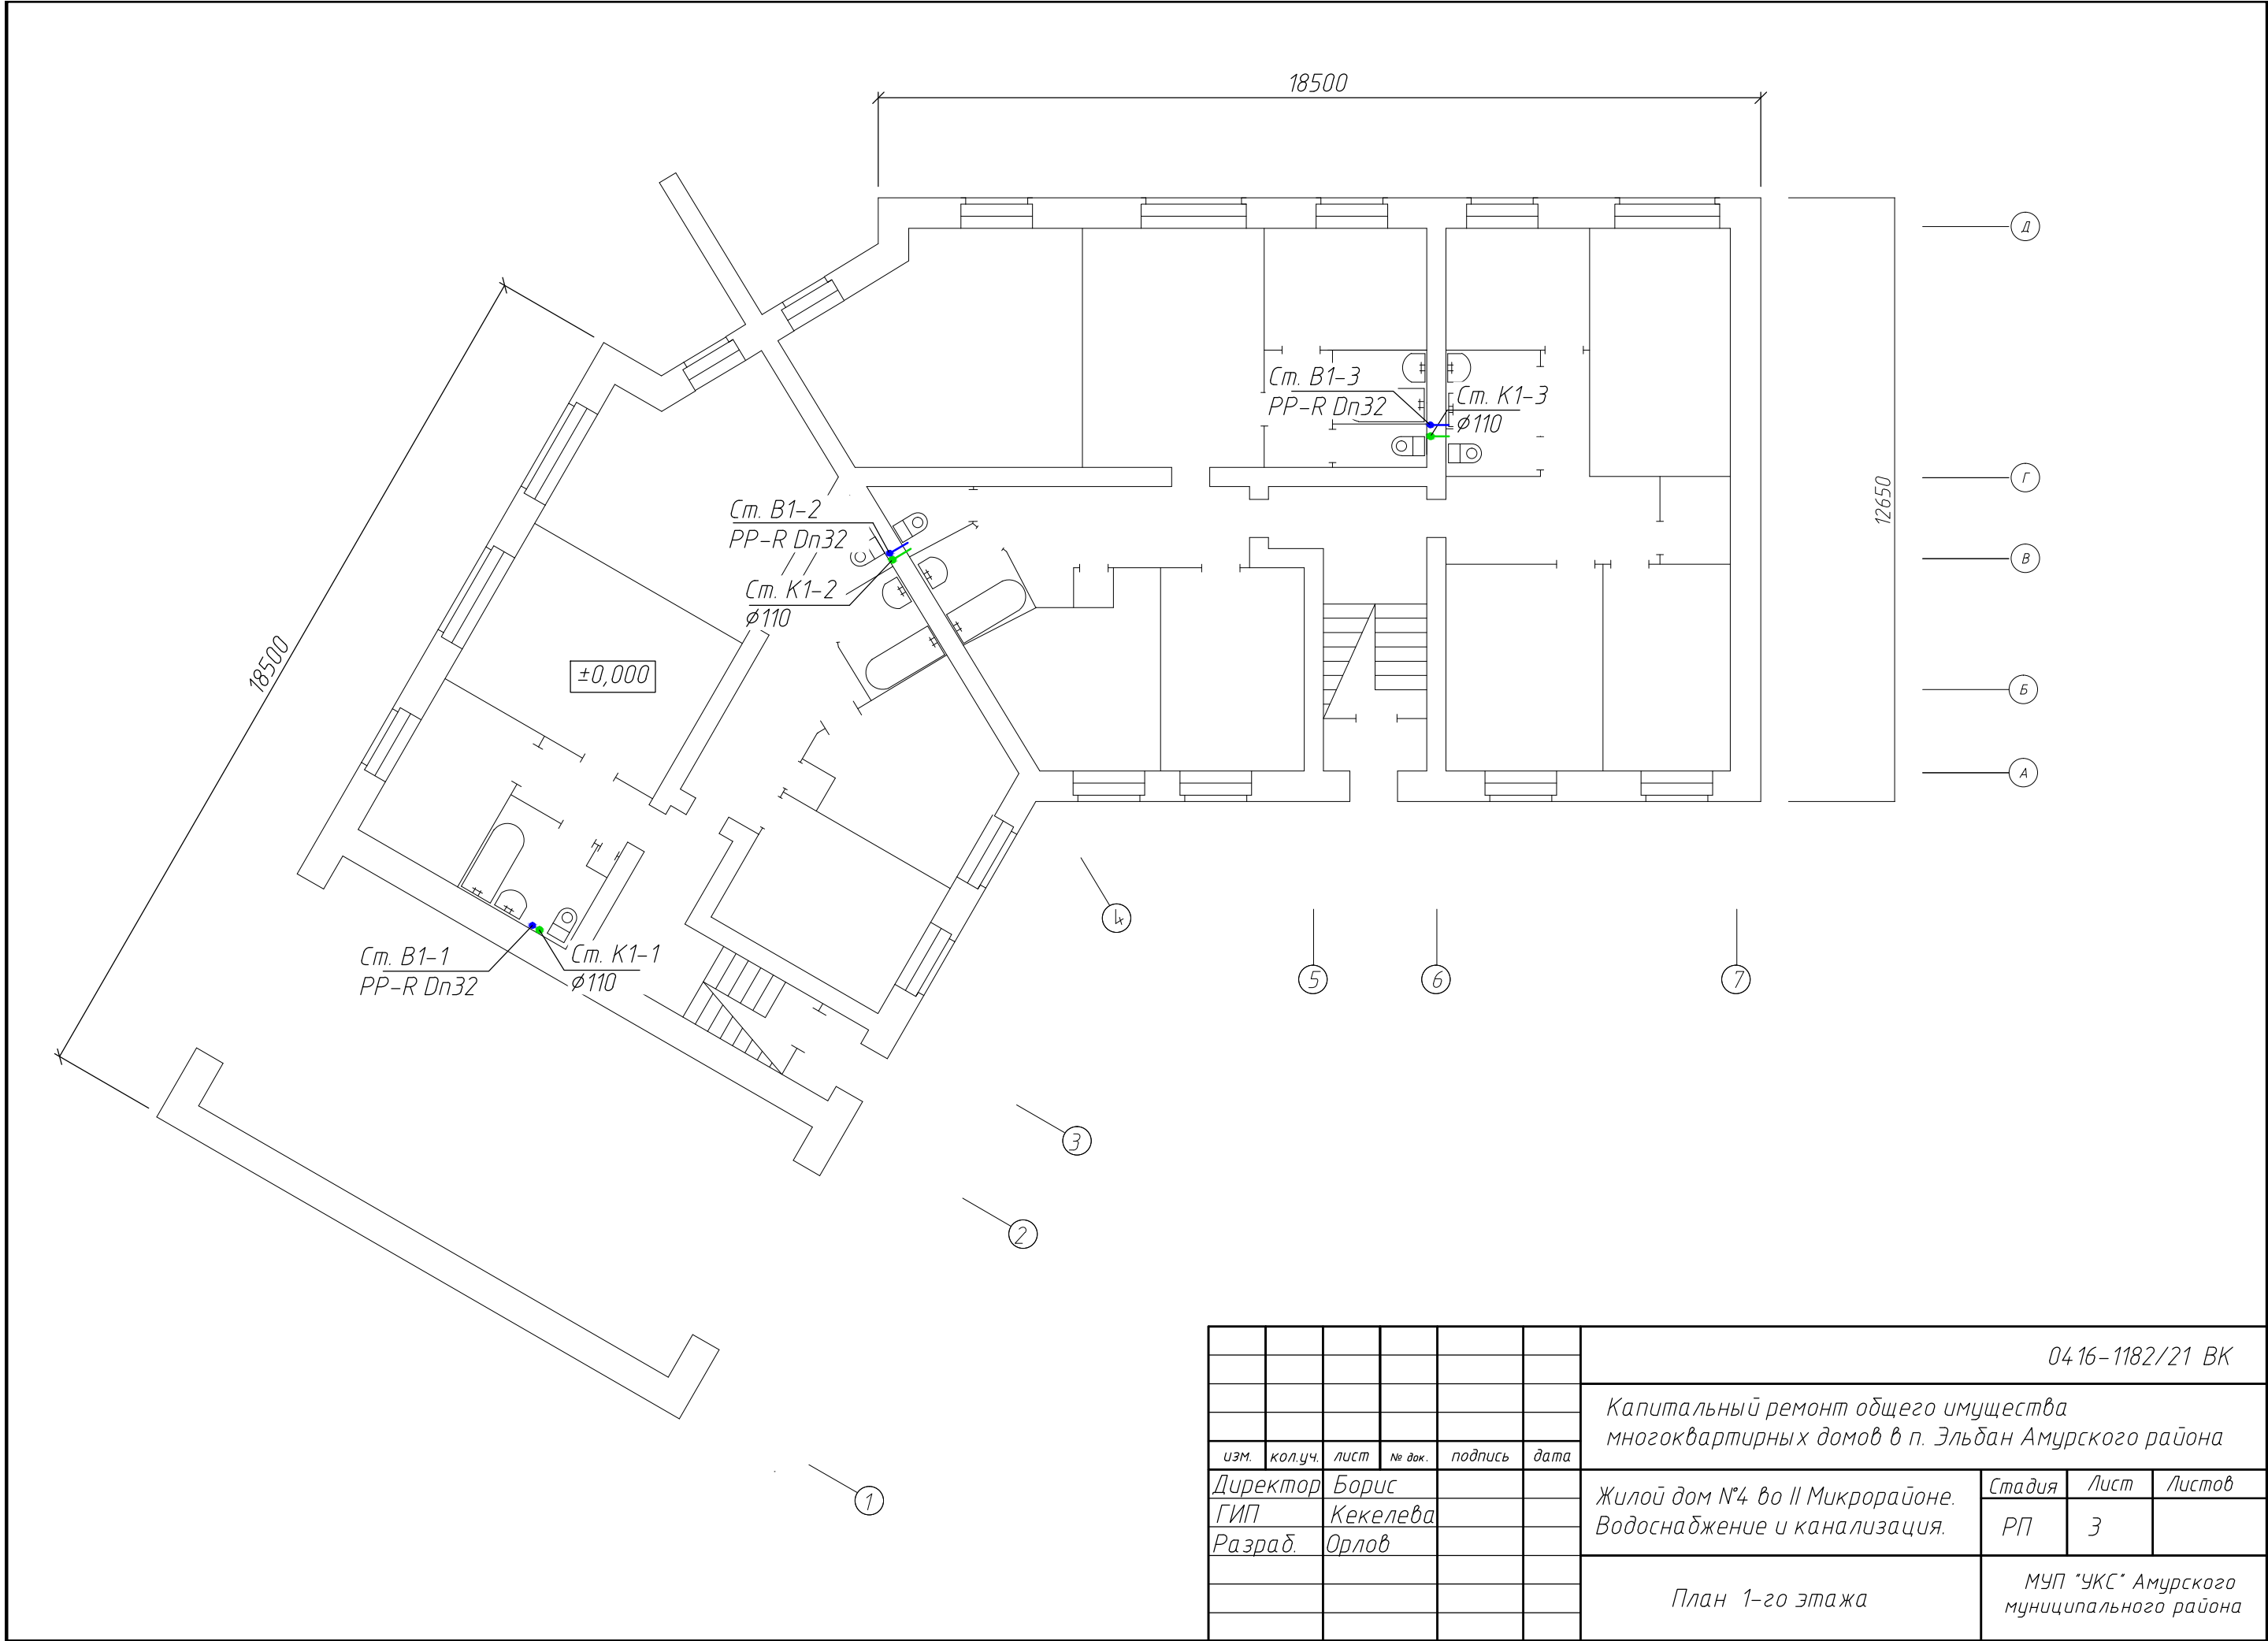 18500
Д
Ст. В1-3
PP-R Dn32
Ст. К1-3
ø110
Г
12650
Ст. В1-2
PP-R Dn32
В
Ст. К1-2
ø110
18500
±0,000
Б
А
4
Ст. В1-1
PP-R Dn32
Ст. К1-1
ø110
5
6
7
3
2
1
0416-1182/21 ВК
Капитальный ремонт общего имущества
многоквартирных домов в п. Эльбан Амурского района
изм. кол.уч. лист № док. подпись дата
Директор Борис
ГИП Кекелева
Разраб. Орлов
Жилой дом №4 во II Микрорайоне.
Водоснабжение и канализация.
Стадия Лист Листов
РП 3
План 1-го этажа
МУП "УКС" Амурского
муниципального района